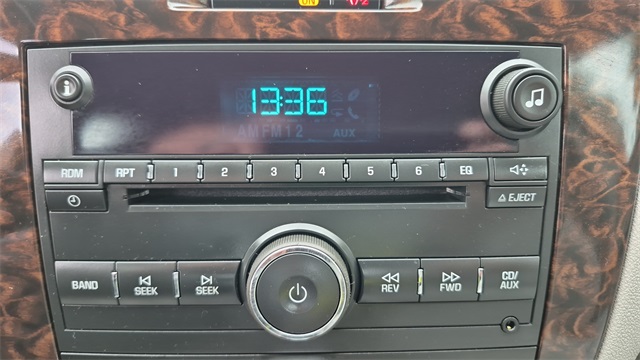 ON
13:36
AM FM 1 2 AUX
RDM RPT 1 2 3 4 5 6 EQ
EJECT
BAND SEEK SEEK REV FWD CD/AUX